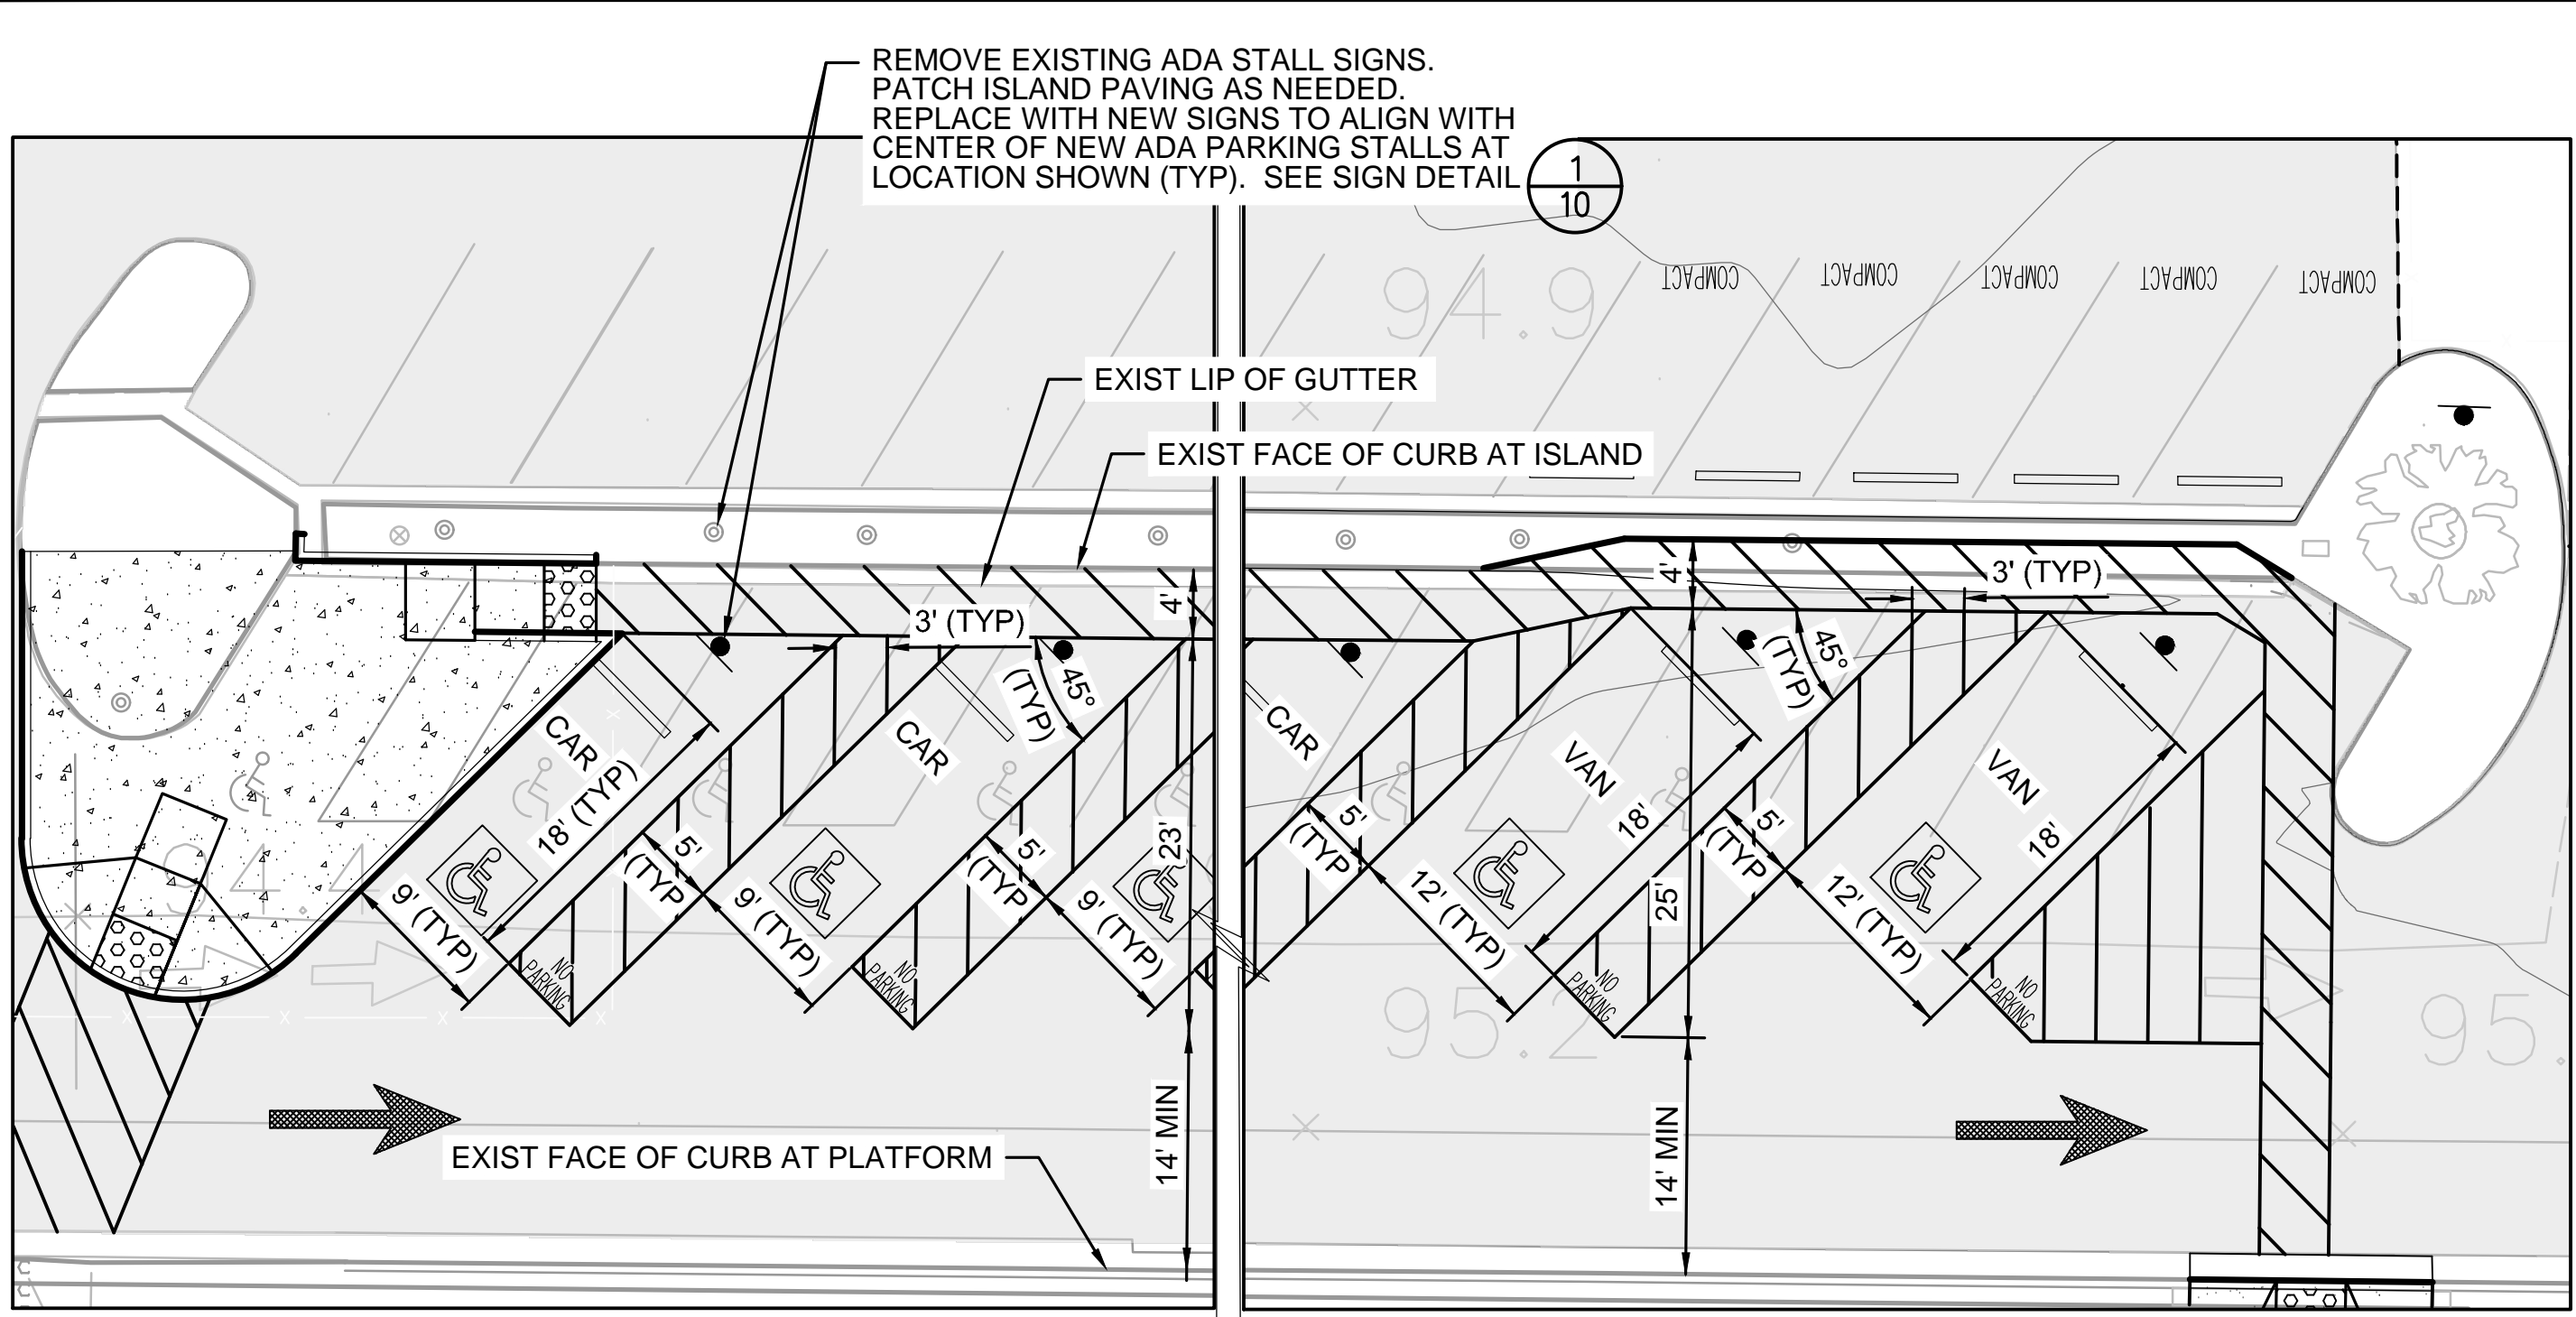 REMOVE EXISTING ADA STALL SIGNS.
PATCH ISLAND PAVING AS NEEDED.
REPLACE WITH NEW SIGNS TO ALIGN WITH
CENTER OF NEW ADA PARKING STALLS AT
LOCATION SHOWN (TYP). SEE SIGN DETAIL
1
10
COMPACT
COMPACT
COMPACT
COMPACT
COMPACT
94.9
EXIST LIP OF GUTTER
EXIST FACE OF CURB AT ISLAND
4'
3' (TYP)
4'
3' (TYP)
45°
(TYP)
45°
(TYP)
CAR
CAR
CAR
VAN
VAN
18' (TYP)
18'
18'
23'
25'
94.4
9' (TYP)
5'
(TYP
9' (TYP)
5'
(TYP
9' (TYP)
5'
(TYP
12' (TYP)
5'
(TYP
12' (TYP)
NO
PARKING
NO
PARKING
NO
PARKING
NO
PARKING
95.2
95.
14' MIN
14' MIN
EXIST FACE OF CURB AT PLATFORM